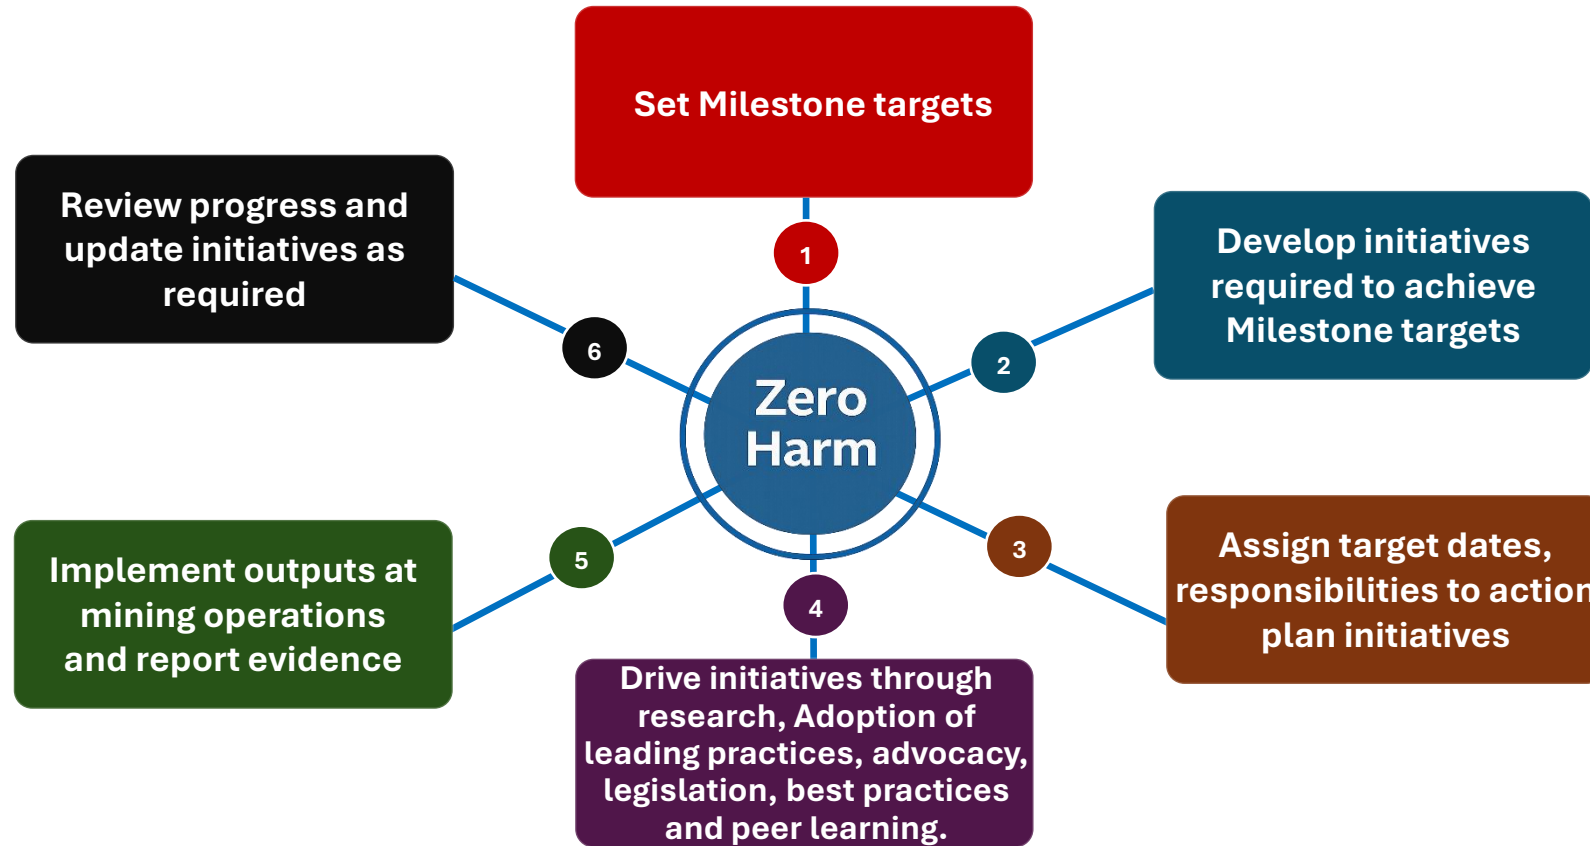 Set Milestone targets
1
Develop initiatives
required to achieve
Milestone targets
2
Assign target dates,
responsibilities to action
plan initiatives
3
Drive initiatives through
research, Adoption of
leading practices, advocacy,
legislation, best practices
and peer learning.
4
Implement outputs at
mining operations
and report evidence
5
Review progress and
update initiatives as
required
6
Zero
Harm